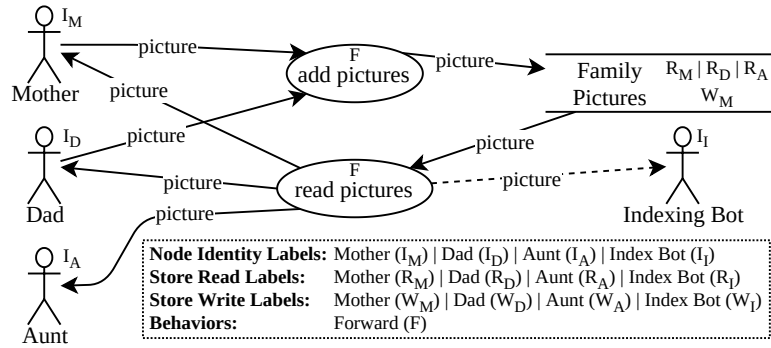 I_M
Mother
picture
F
add pictures
picture
Family
Pictures
R_M | R_D | R_A
W_M
picture
picture
picture
I_D
Dad
F
read pictures
picture
I_I
Indexing Bot
picture
picture
I_A
Aunt
Node Identity Labels: Mother (I_M) | Dad (I_D) | Aunt (I_A) | Index Bot (I_I)
Store Read Labels: Mother (R_M) | Dad (R_D) | Aunt (R_A) | Index Bot (R_I)
Store Write Labels: Mother (W_M) | Dad (W_D) | Aunt (W_A) | Index Bot (W_I)
Behaviors: Forward (F)